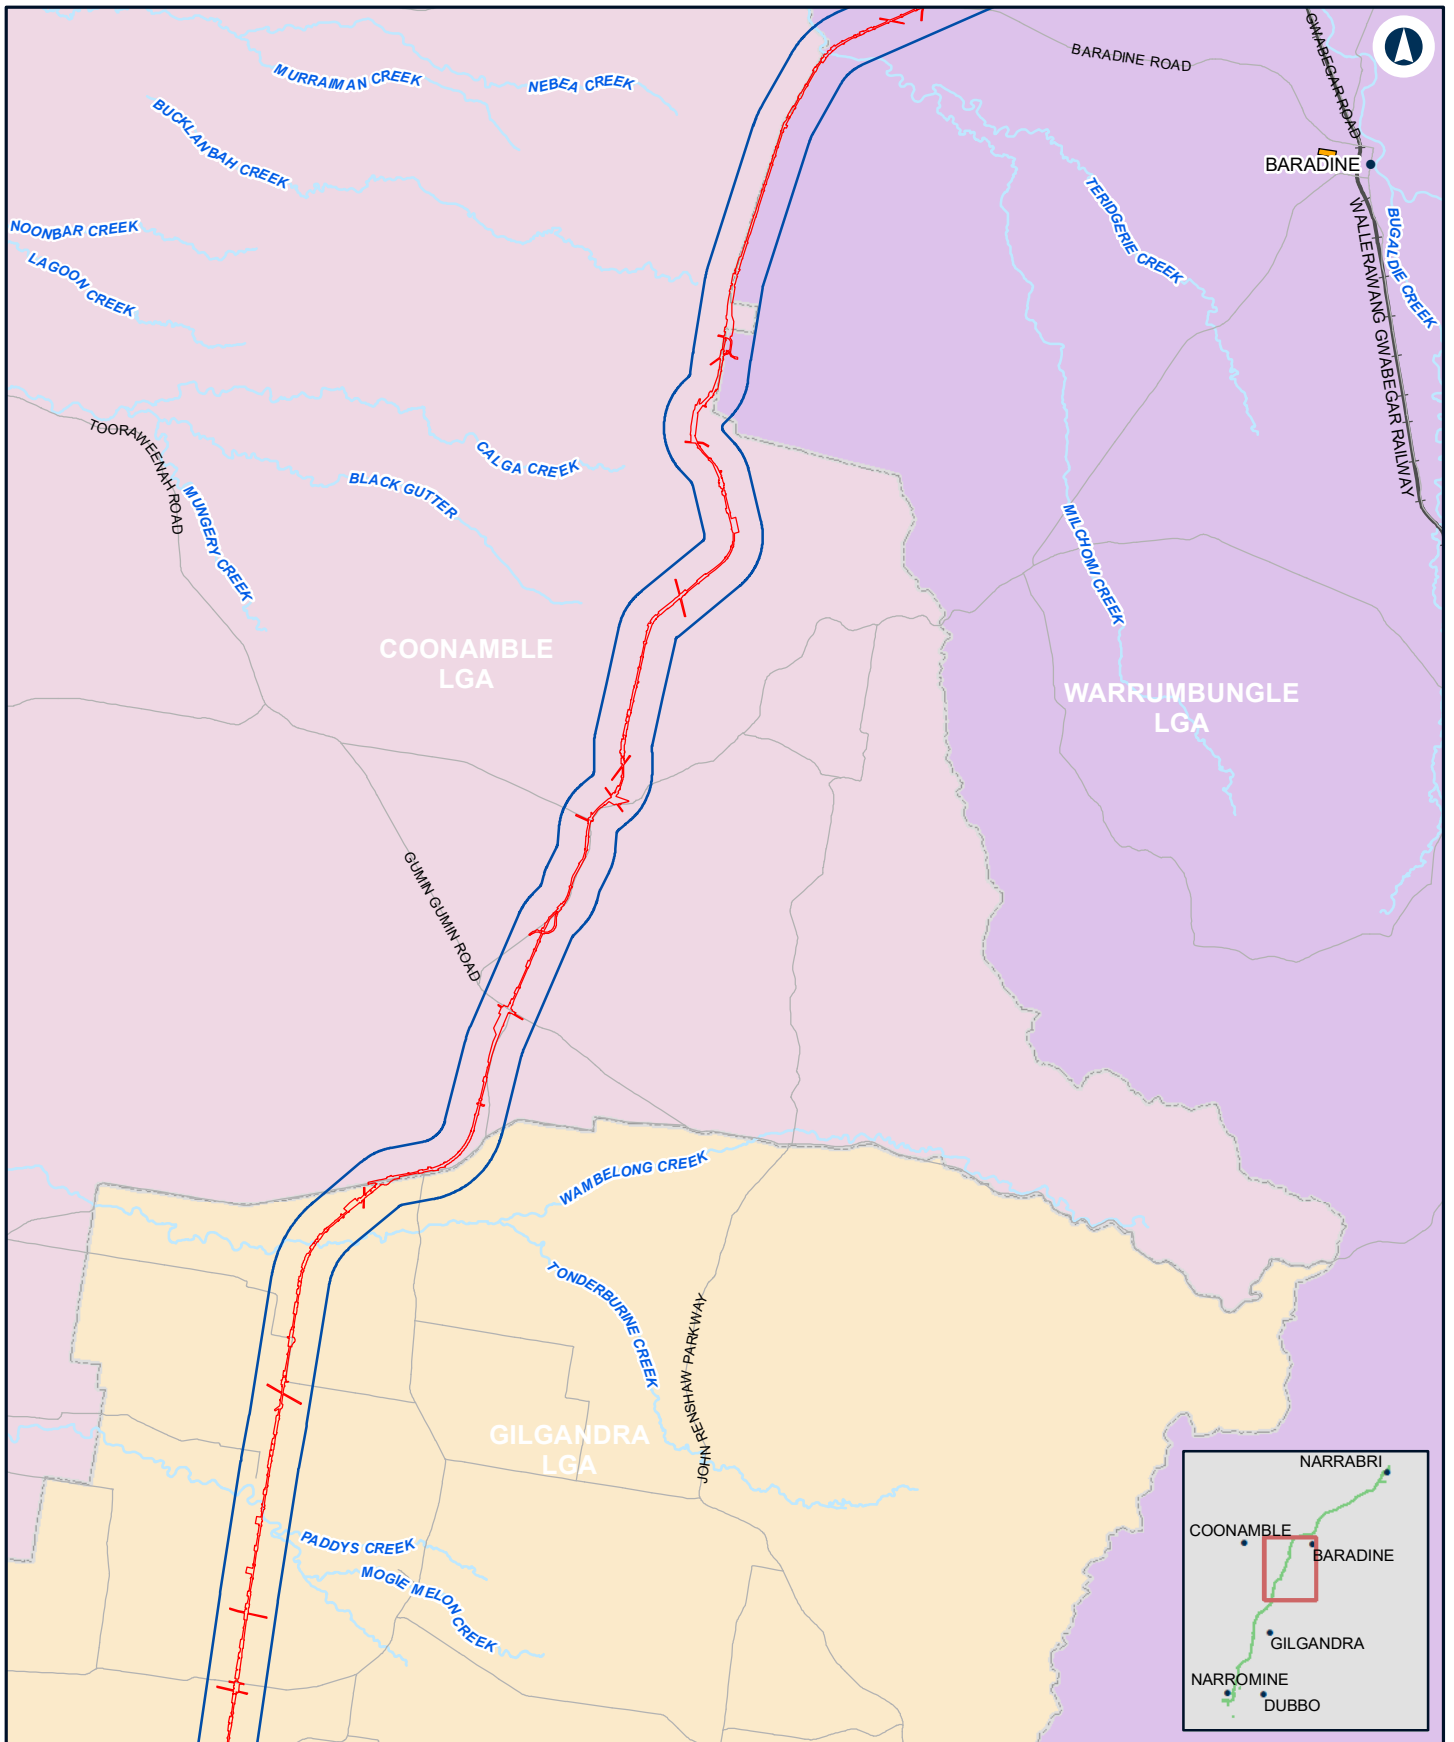 BARADINE ROAD
GWABEGAR ROAD
MURRAIMAN CREEK
NEBEA CREEK
BUCKLANBAH CREEK
BARADINE
TERIDGERIE CREEK
NOONBAR CREEK
LAGOON CREEK
BUGALDIE CREEK
WALLERAWANG GWABEGAR RAILWAY
TOORAWEENAH ROAD
CALGA CREEK
BLACK GUTTER
MUNGERY CREEK
MILCHOMI CREEK
COONAMBLE
LGA
WARRUMBUNGLE
LGA
GUMIN GUMIN ROAD
WAMBELONG CREEK
TONDERBURINE CREEK
JOHN RENSHAW PARKWAY
GILGANDRA
LGA
PADDYS CREEK
MOGIE MELON CREEK
NARRABRI
COONAMBLE
BARADINE
GILGANDRA
NARROMINE
DUBBO